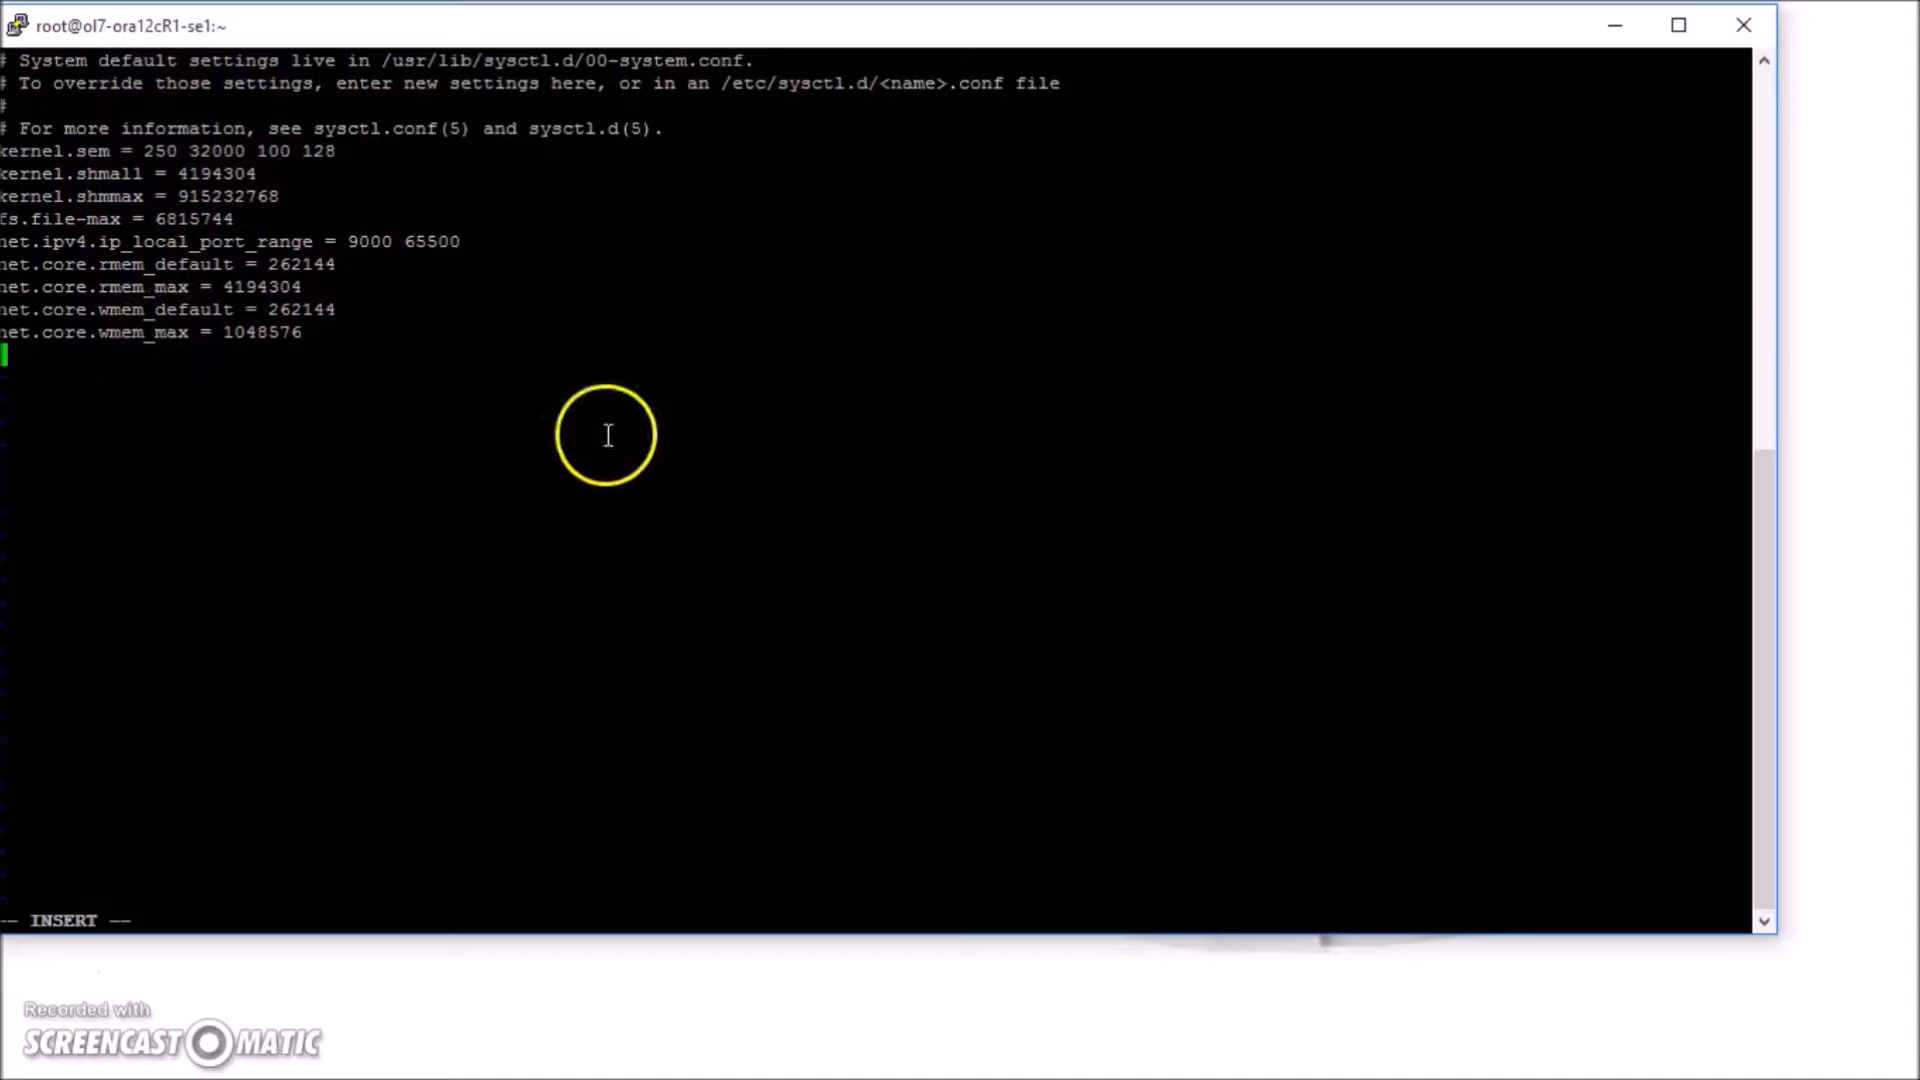 root@ol7-ora12cR1-se1:~
# System default settings live in /usr/lib/sysctl.d/00-system.conf.
# To override those settings, enter new settings here, or in an /etc/sysctl.d/<name>.conf file
#
# For more information, see sysctl.conf(5) and sysctl.d(5).
kernel.sem = 250 32000 100 128
kernel.shmall = 4194304
kernel.shmmax = 915232768
fs.file-max = 6815744
net.ipv4.ip_local_port_range = 9000 65500
net.core.rmem_default = 262144
net.core.rmem_max = 4194304
net.core.wmem_default = 262144
net.core.wmem_max = 1048576
-- INSERT --
Recorded with
SCREENCAST MATIC